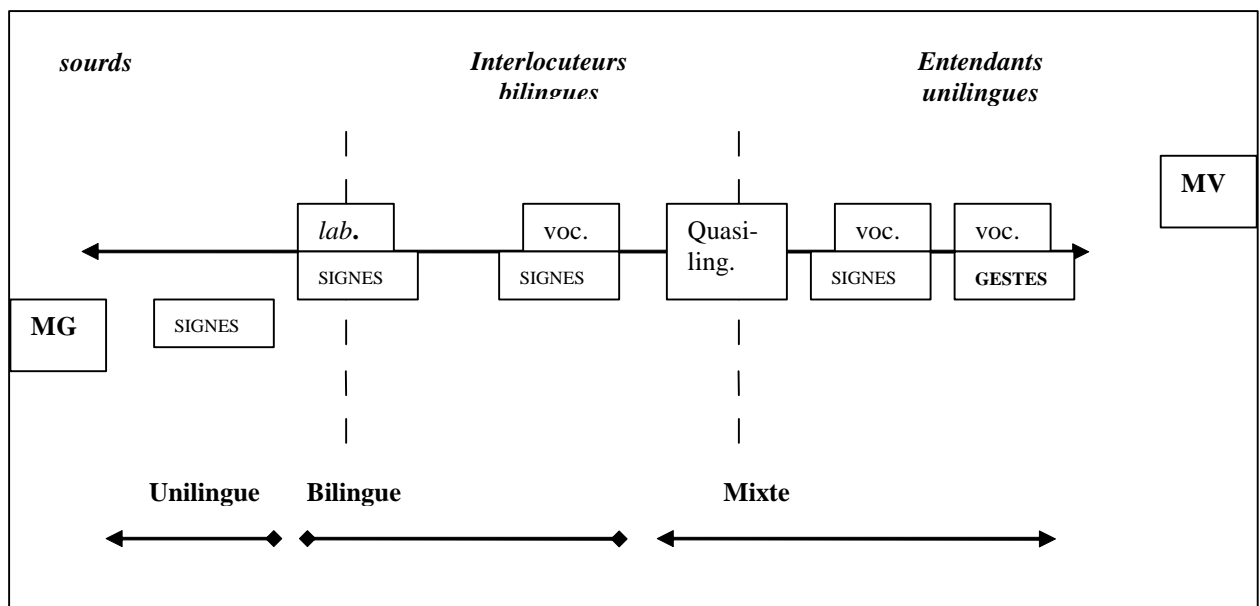 sourds
Interlocuteurs
bilingues
Entendants
unilingues
MV
lab.
voc.
Quasi-
ling.
voc.
voc.
SIGNES
SIGNES
SIGNES
GESTES
MG
SIGNES
Unilingue
Bilingue
Mixte